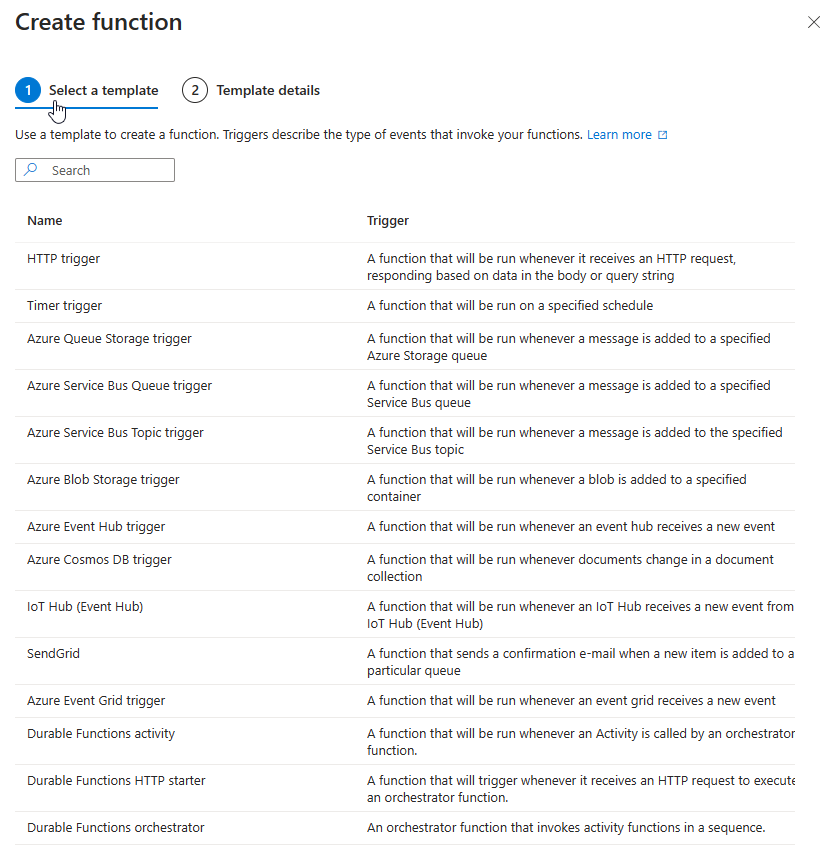 Create function
1 Select a template 2 Template details
Use a template to create a function. Triggers describe the type of events that invoke your functions. Learn more
Search
Name Trigger
HTTP trigger A function that will be run whenever it receives an HTTP request,
responding based on data in the body or query string
Timer trigger A function that will be run on a specified schedule
Azure Queue Storage trigger A function that will be run whenever a message is added to a specified
Azure Storage queue
Azure Service Bus Queue trigger A function that will be run whenever a message is added to a specified
Service Bus queue
Azure Service Bus Topic trigger A function that will be run whenever a message is added to the specified
Service Bus topic
Azure Blob Storage trigger A function that will be run whenever a blob is added to a specified
container
Azure Event Hub trigger A function that will be run whenever an event hub receives a new event
Azure Cosmos DB trigger A function that will be run whenever documents change in a document
collection
IoT Hub (Event Hub) A function that will be run whenever an IoT Hub receives a new event from
IoT Hub (Event Hub)
SendGrid A function that sends a confirmation e-mail when a new item is added to a
particular queue
Azure Event Grid trigger A function that will be run whenever an event grid receives a new event
Durable Functions activity A function that will be run whenever an Activity is called by an orchestrator
function.
Durable Functions HTTP starter A function that will trigger whenever it receives an HTTP request to execute
an orchestrator function.
Durable Functions orchestrator An orchestrator function that invokes activity functions in a sequence.